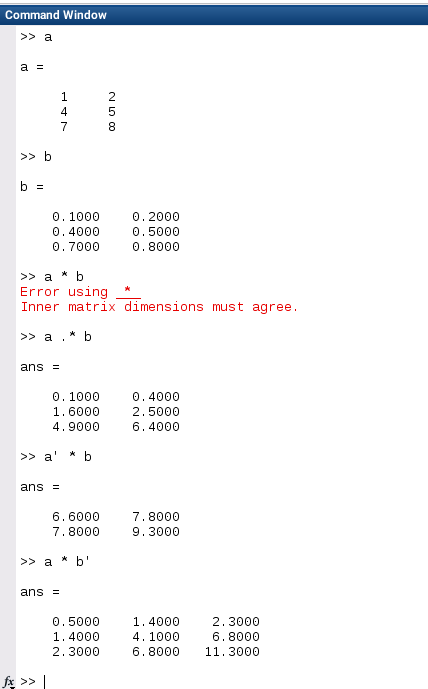 Command Window
>> a
a =
1 2
4 5
7 8
>> b
b =
0.1000 0.2000
0.4000 0.5000
0.7000 0.8000
>> a * b
Error using  * 
Inner matrix dimensions must agree.
>> a .* b
ans =
0.1000 0.4000
1.6000 2.5000
4.9000 6.4000
>> a' * b
ans =
6.6000 7.8000
7.8000 9.3000
>> a * b'
ans =
0.5000 1.4000 2.3000
1.4000 4.1000 6.8000
2.3000 6.8000 11.3000
fx >>